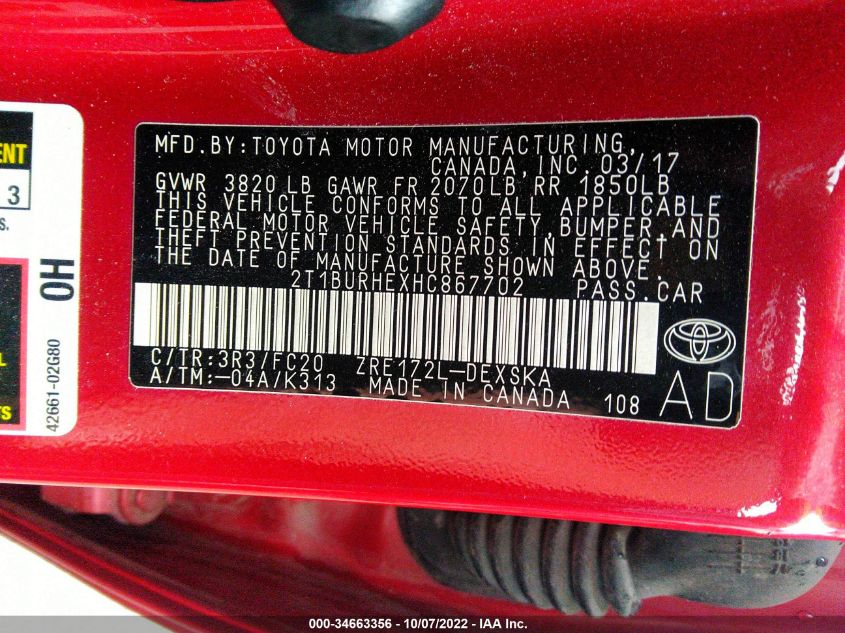 MFD.BY:TOYOTA MOTOR MANUFACTURING,
CANADA,INC. 03/17
GVWR 3820 LB GAWR FR 2070LB RR 1850LB
THIS VEHICLE CONFORMS TO ALL APPLICABLE
FEDERAL MOTOR VEHICLE SAFETY,BUMPER,AND
THEFT PREVENTION STANDARDS IN EFFECT ON
THE DATE OF MANUFACTURE SHOWN ABOVE.
2T1BURHEXHC867702 PASS.CAR
C/TR:3R3/FC20 ZRE172L-DEXSKA
A/TM:-04A/K313 MADE IN CANADA 108
AD
ENT
3
s.
OH
L
TS
42661-02G80
000-34663356 - 10/07/2022 - IAA Inc.